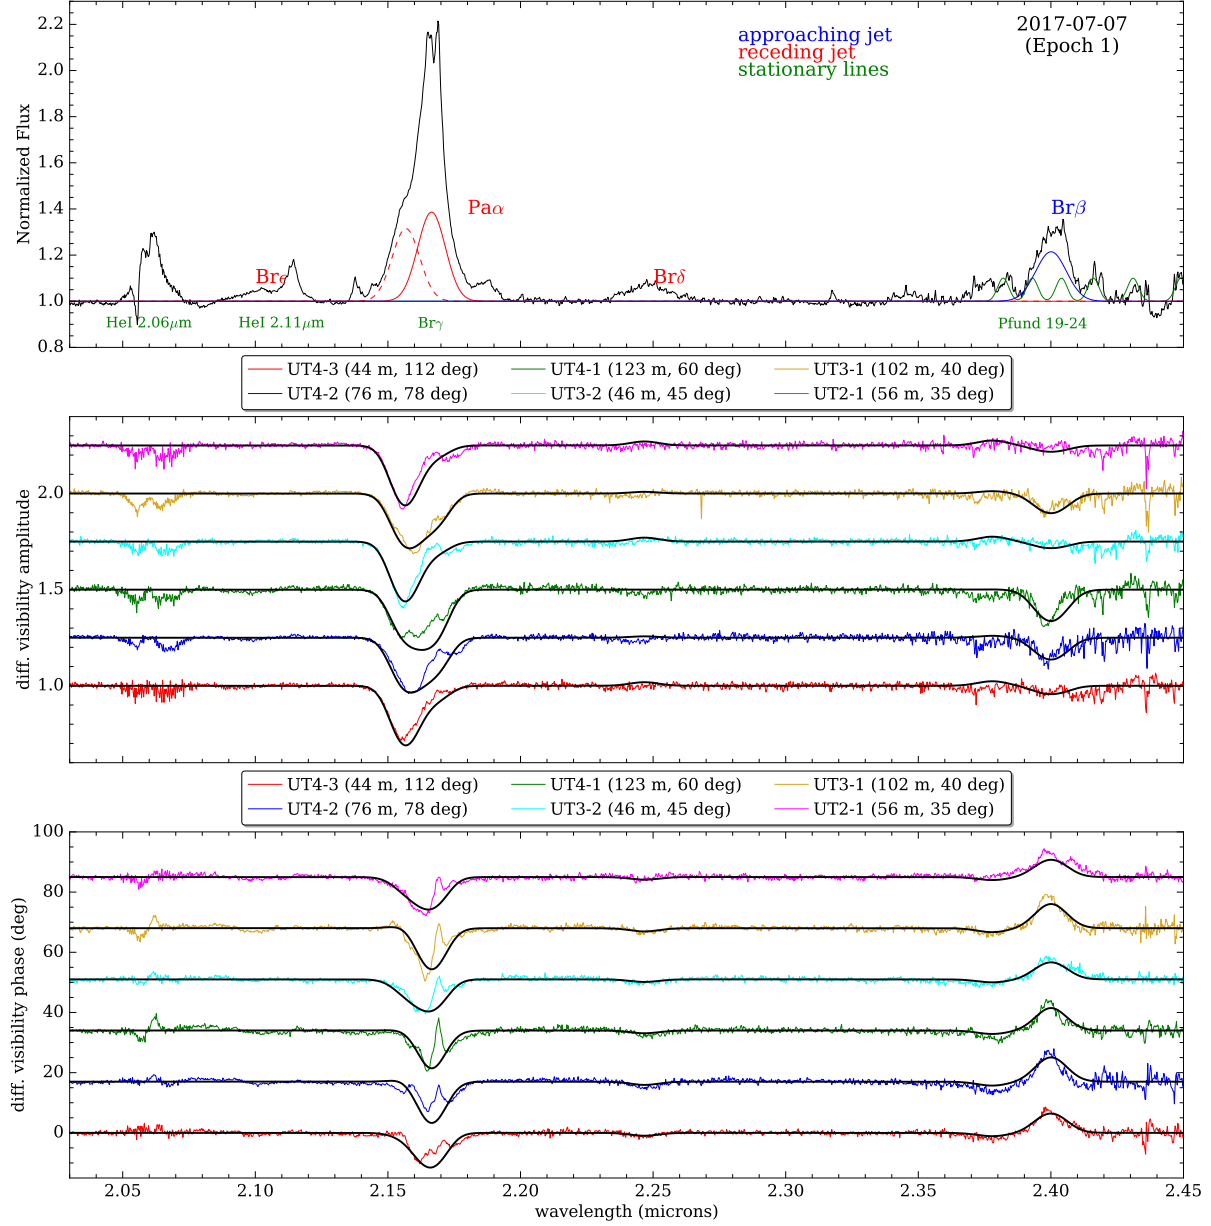 2017-07-07
(Epoch 1)
approaching jet
receding jet
stationary lines
Normalized Flux
2.2
2.0
1.8
1.6
1.4
1.2
1.0
0.8
Paα
Brβ
Brϵ
Brδ
HeI 2.06μm
HeI 2.11μm
Brγ
Pfund 19-24
UT4-3 (44 m, 112 deg)
UT4-1 (123 m, 60 deg)
UT3-1 (102 m, 40 deg)
UT4-2 (76 m, 78 deg)
UT3-2 (46 m, 45 deg)
UT2-1 (56 m, 35 deg)
diff. visibility amplitude
2.0
1.5
1.0
UT4-3 (44 m, 112 deg)
UT4-1 (123 m, 60 deg)
UT3-1 (102 m, 40 deg)
UT4-2 (76 m, 78 deg)
UT3-2 (46 m, 45 deg)
UT2-1 (56 m, 35 deg)
diff. visibility phase (deg)
100
80
60
40
20
0
2.05 2.10 2.15 2.20 2.25 2.30 2.35 2.40 2.45
wavelength (microns)